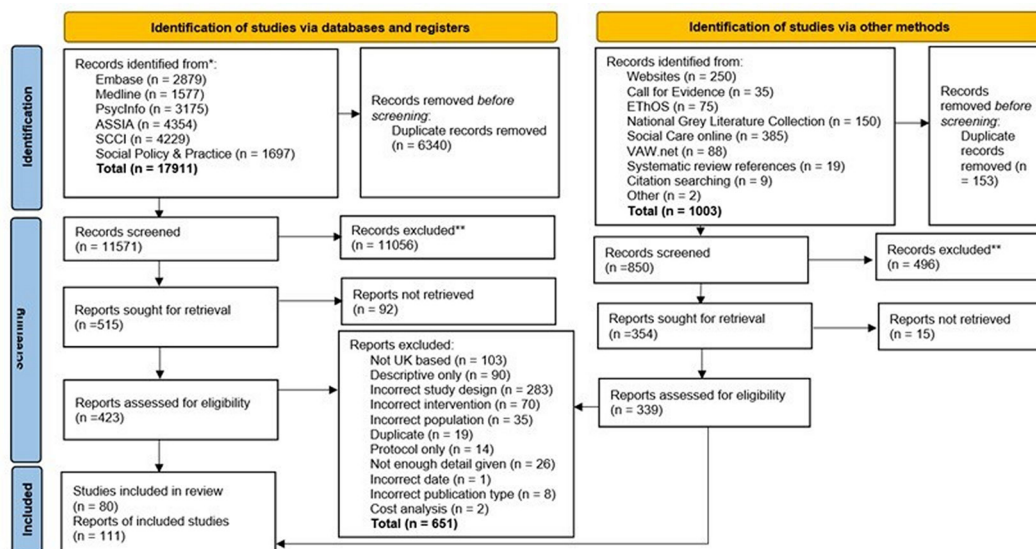 Identification of studies via databases and registers
Identification of studies via other methods
Identification
Records identified from*:
Embase (n = 2879)
Medline (n = 1577)
PsycInfo (n = 3175)
ASSIA (n = 4354)
SCCI (n = 4229)
Social Policy & Practice (n = 1697)
Total (n = 17911)
Records removed before
screening:
Duplicate records removed
(n = 6340)
Records identified from:
Websites (n = 250)
Call for Evidence (n = 35)
EThOS (n = 75)
National Grey Literature Collection (n = 150)
Social Care online (n = 385)
VAW.net (n = 88)
Systematic review references (n = 19)
Citation searching (n = 9)
Other (n = 2)
Total (n = 1003)
Records
removed before
screening:
Duplicate
records
removed (n
= 153)
Screening
Records screened
(n = 11571)
Records excluded**
(n = 11056)
Reports sought for retrieval
(n =515)
Reports not retrieved
(n = 92)
Reports assessed for eligibility
(n =423)
Reports excluded:
Not UK based (n = 103)
Descriptive only (n = 90)
Incorrect study design (n = 283)
Incorrect intervention (n = 70)
Incorrect population (n = 35)
Duplicate (n = 19)
Protocol only (n = 14)
Not enough detail given (n = 26)
Incorrect date (n = 1)
Incorrect publication type (n = 8)
Cost analysis (n = 2)
Total (n = 651)
Records screened
(n =850)
Records excluded**
(n = 496)
Reports sought for retrieval
(n =354)
Reports not retrieved
(n = 15)
Reports assessed for eligibility
(n = 339)
Included
Studies included in review
(n = 80)
Reports of included studies
(n = 111)